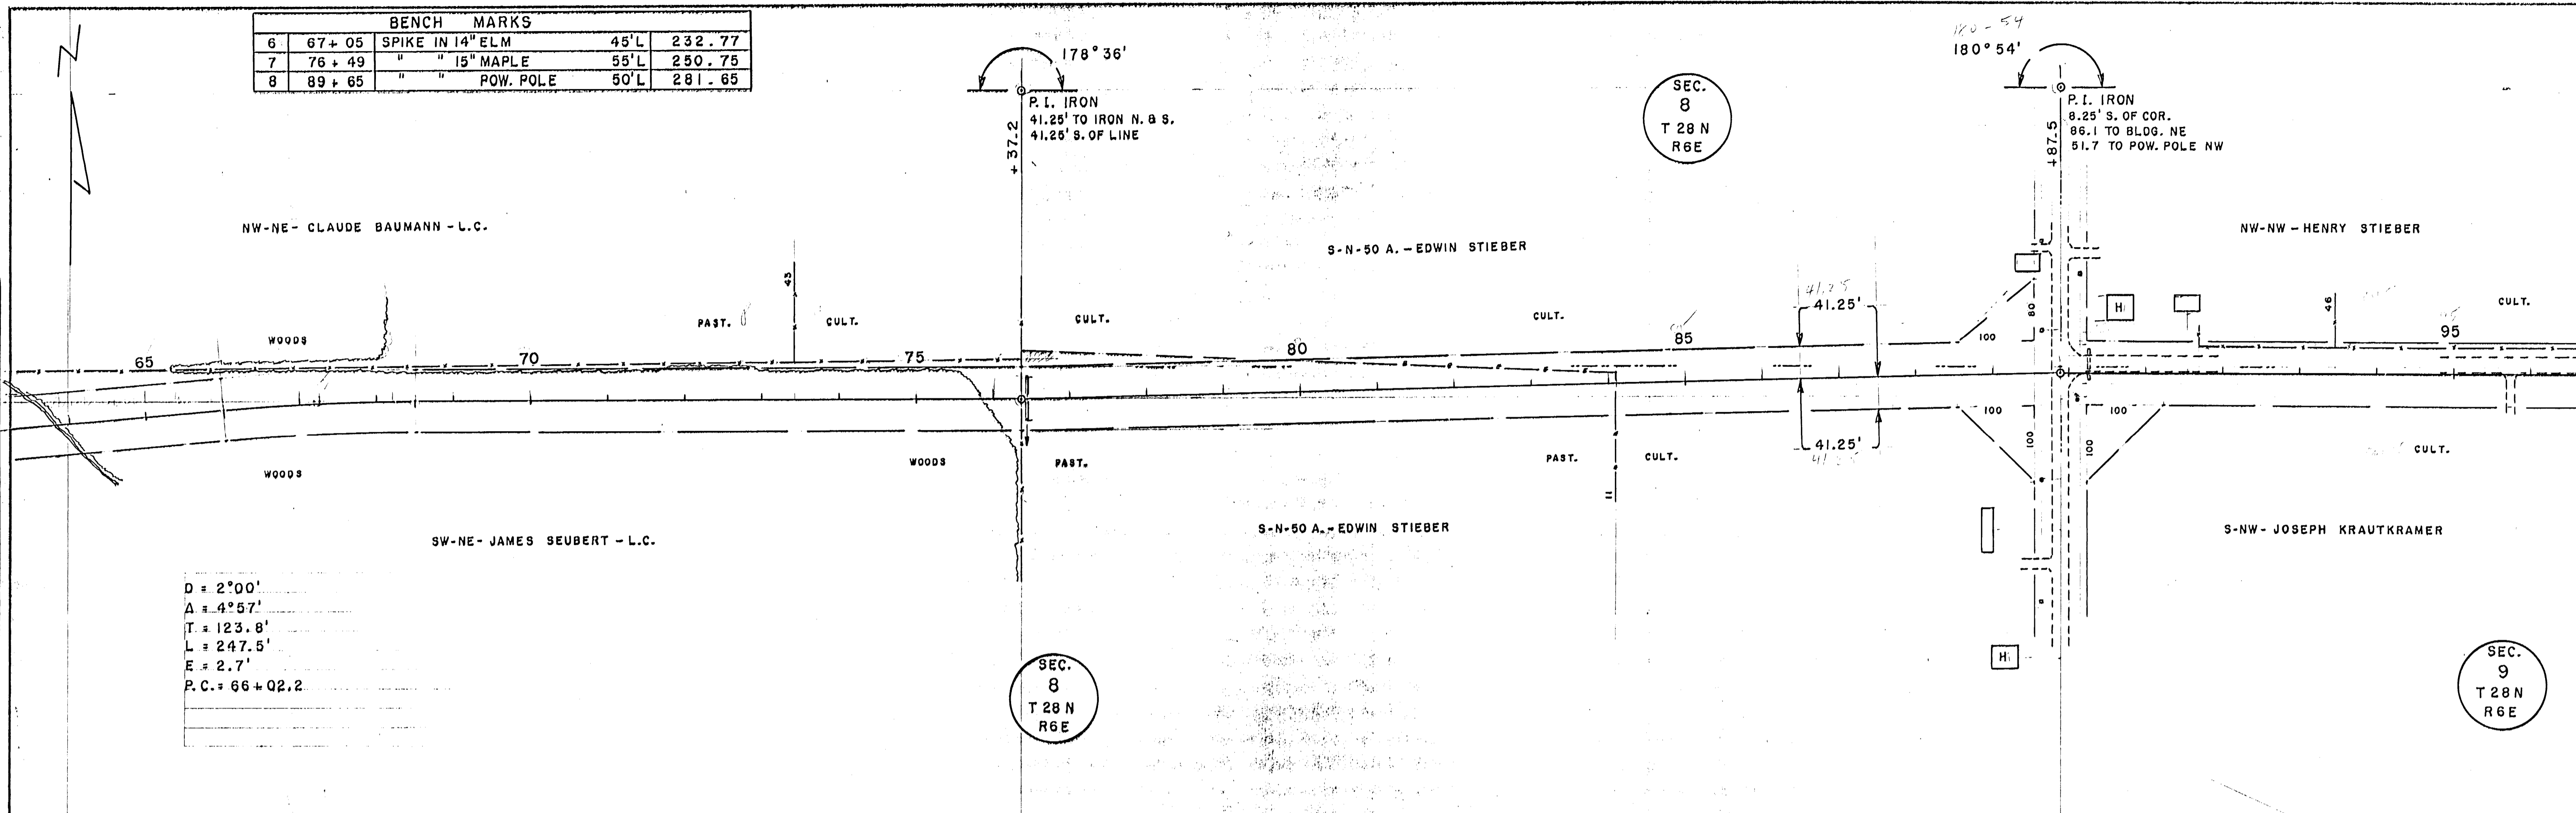 BENCH MARKS
6 67+05 SPIKE IN 14" ELM 45'L 232.77
7 76+49 " " 15" MAPLE 55'L 250.75
8 89+65 " " POW. POLE 50'L 281.65
178°36'
P.I. IRON
41.25' TO IRON N. & S.
41.25' S. OF LINE
+37.2
SEC.
8
T 28 N
R6E
180-54
180°54'
P.I. IRON
8.25' S. OF COR.
86.1 TO BLDG. NE
51.7 TO POW. POLE NW
+87.5
NW-NE- CLAUDE BAUMANN - L.C.
S-N-50 A.-EDWIN STIEBER
NW-NW-HENRY STIEBER
43
WOODS
PAST.
CULT.
CULT.
CULT.
41.25
41.25'
80
100
H
46
CULT.
65
70
75
80
85
95
WOODS
WOODS
PAST.
PAST.
CULT.
41.25'
41.25
100
100
100
100
CULT.
11
SW-NE- JAMES SEUBERT - L.C.
S-N-50 A.-EDWIN STIEBER
S-NW- JOSEPH KRAUTKRAMER
D = 2°00'
Δ = 4°57'
T = 123.8'
L = 247.5'
E = 2.7'
P.C. = 66+02.2
SEC.
8
T 28 N
R6E
H
SEC.
9
T 28 N
R6E